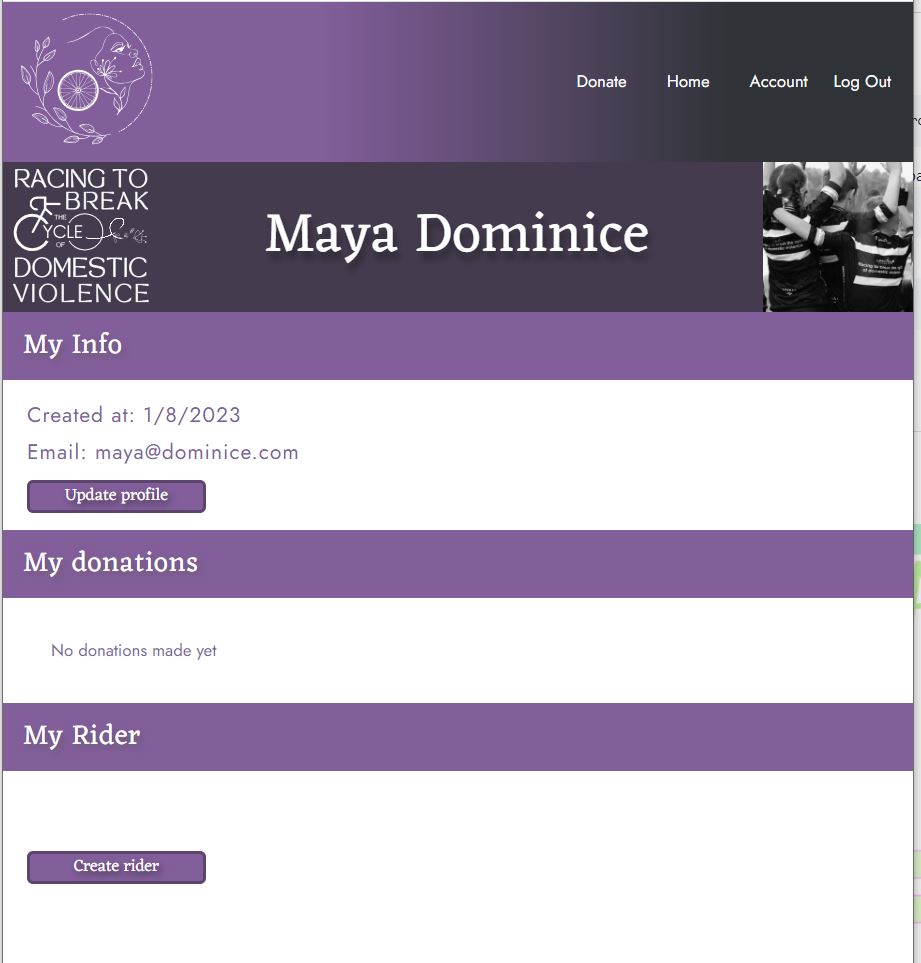 Donate Home Account Log Out
RACING TO
BREAK
THE
CYCLE
OF
DOMESTIC
VIOLENCE
Maya Dominice
My Info
Created at: 1/8/2023
Email: maya@dominice.com
Update profile
My donations
No donations made yet
My Rider
Create rider